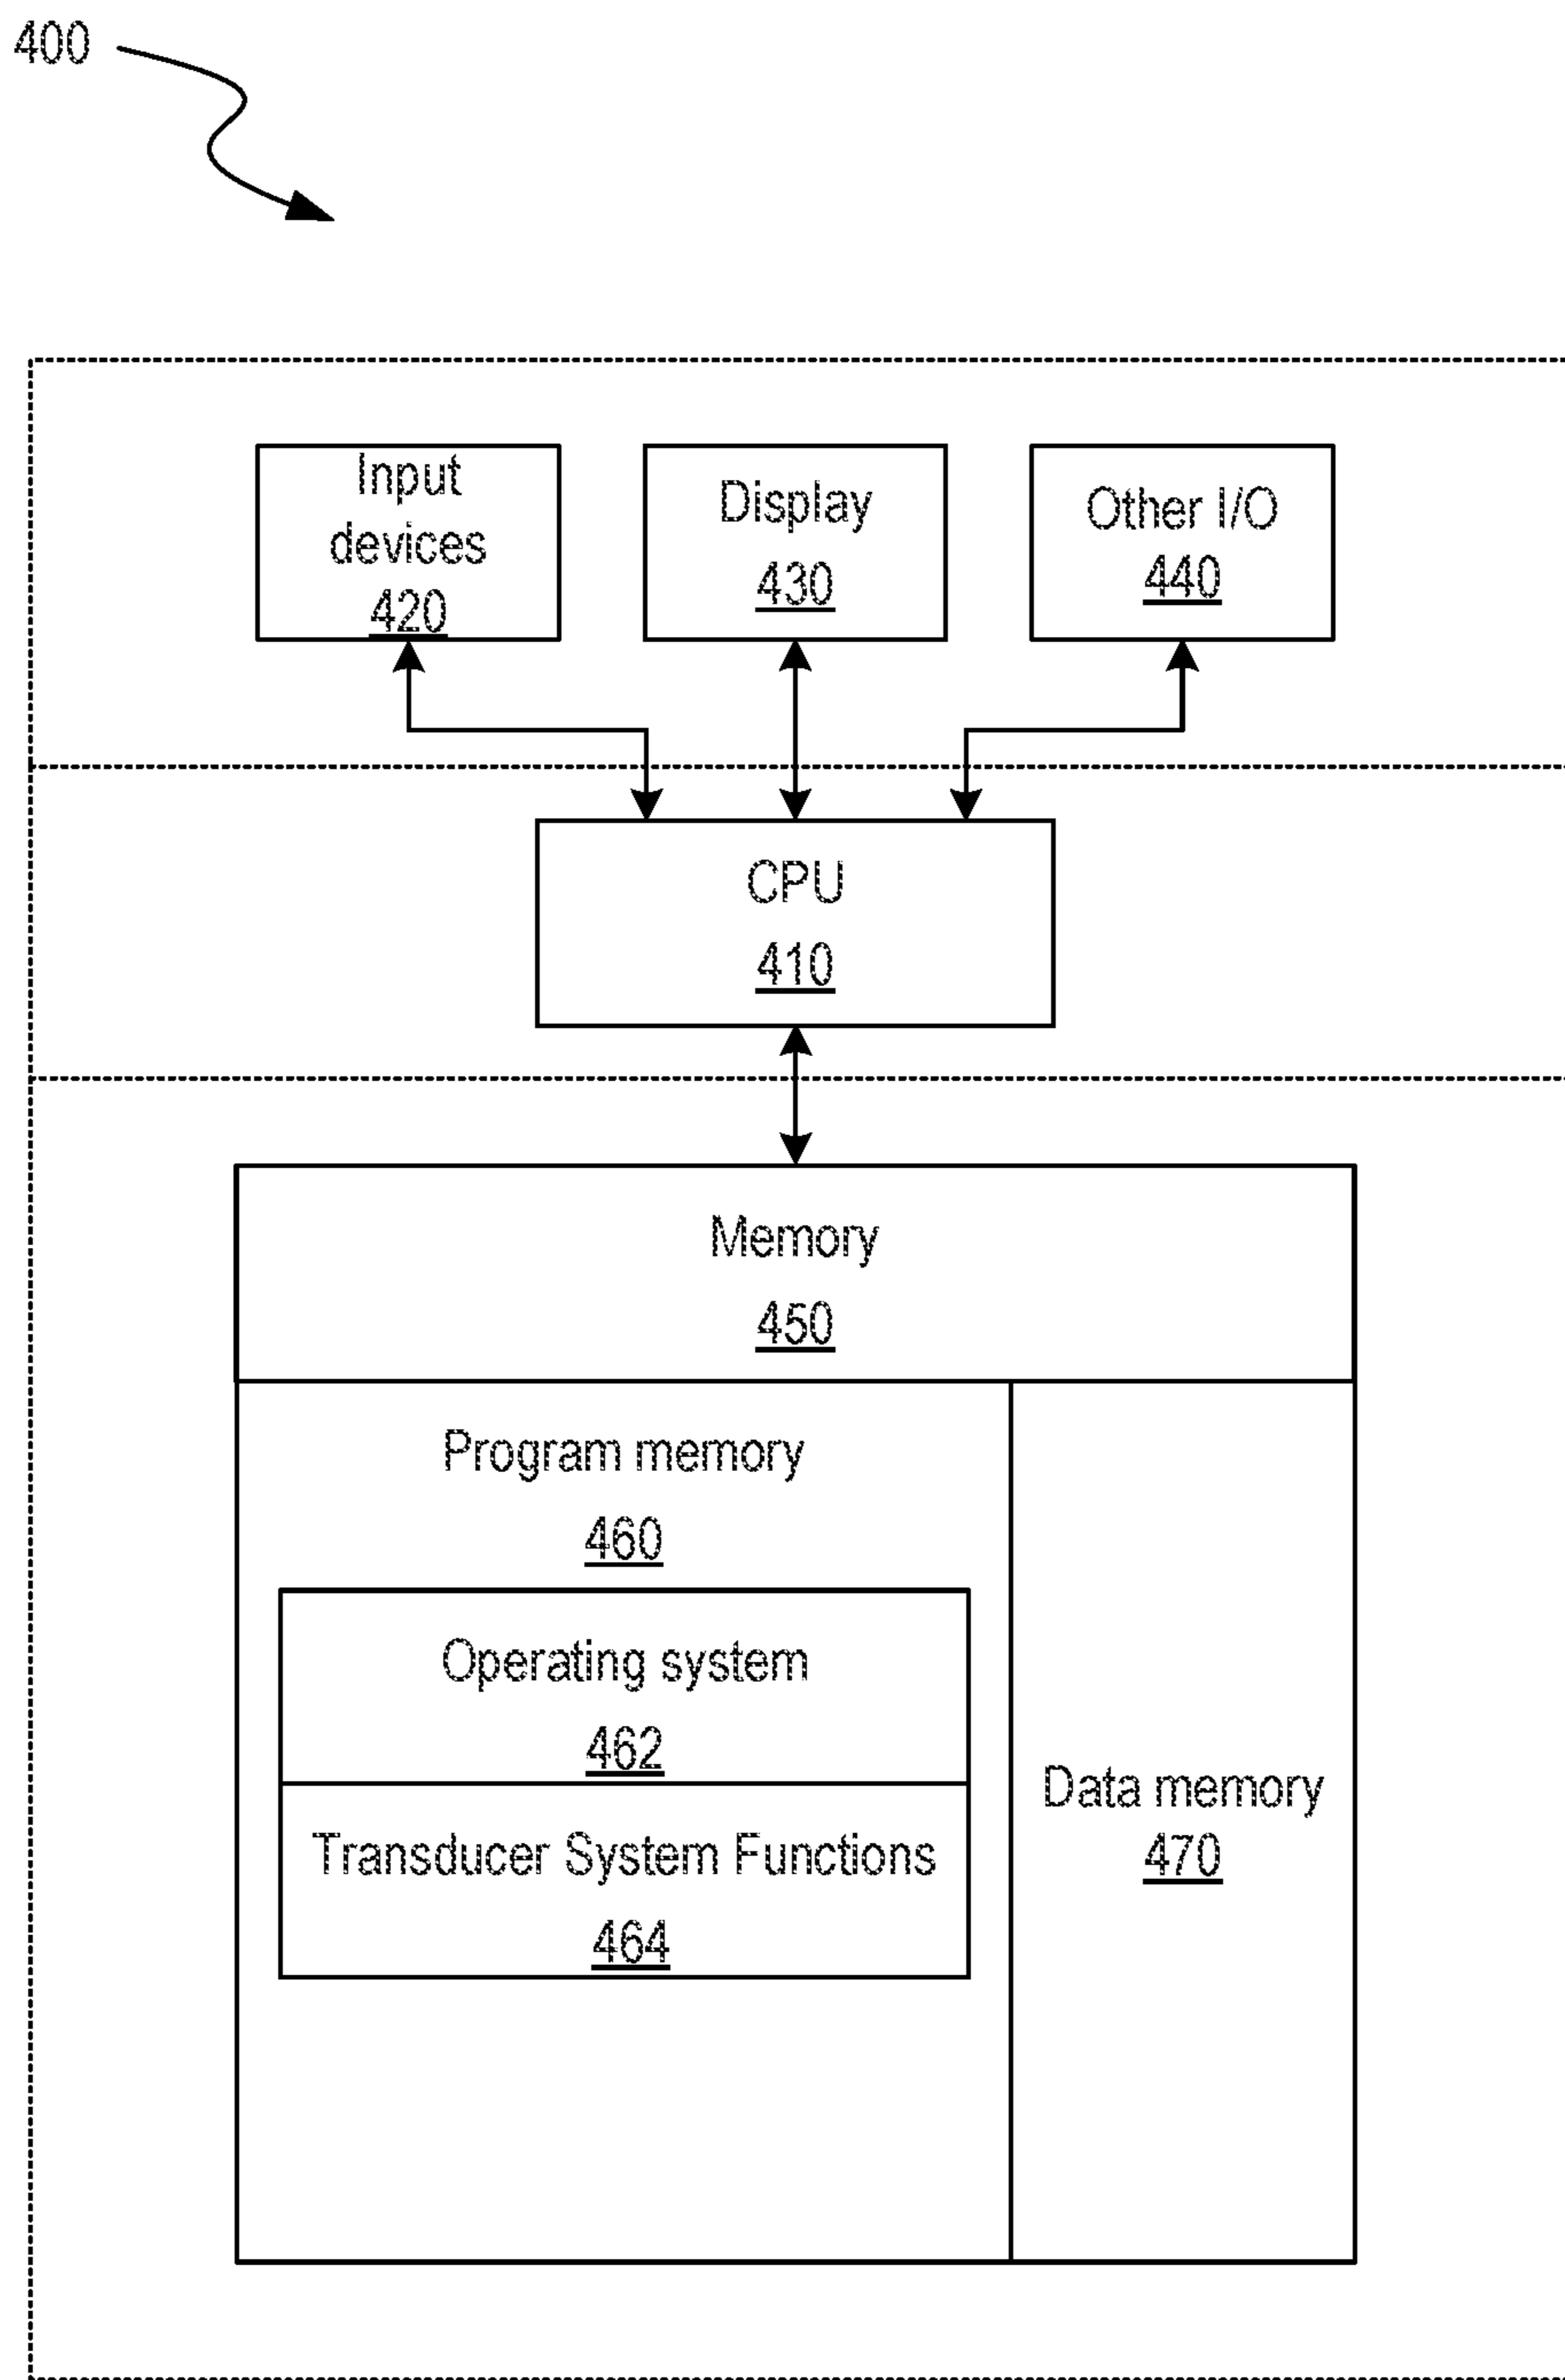 400
Input
devices
420
Display
430
Other I/O
440
CPU
410
Memory
450
Program memory
460
Operating system
462
Transducer System Functions
464
Data memory
470